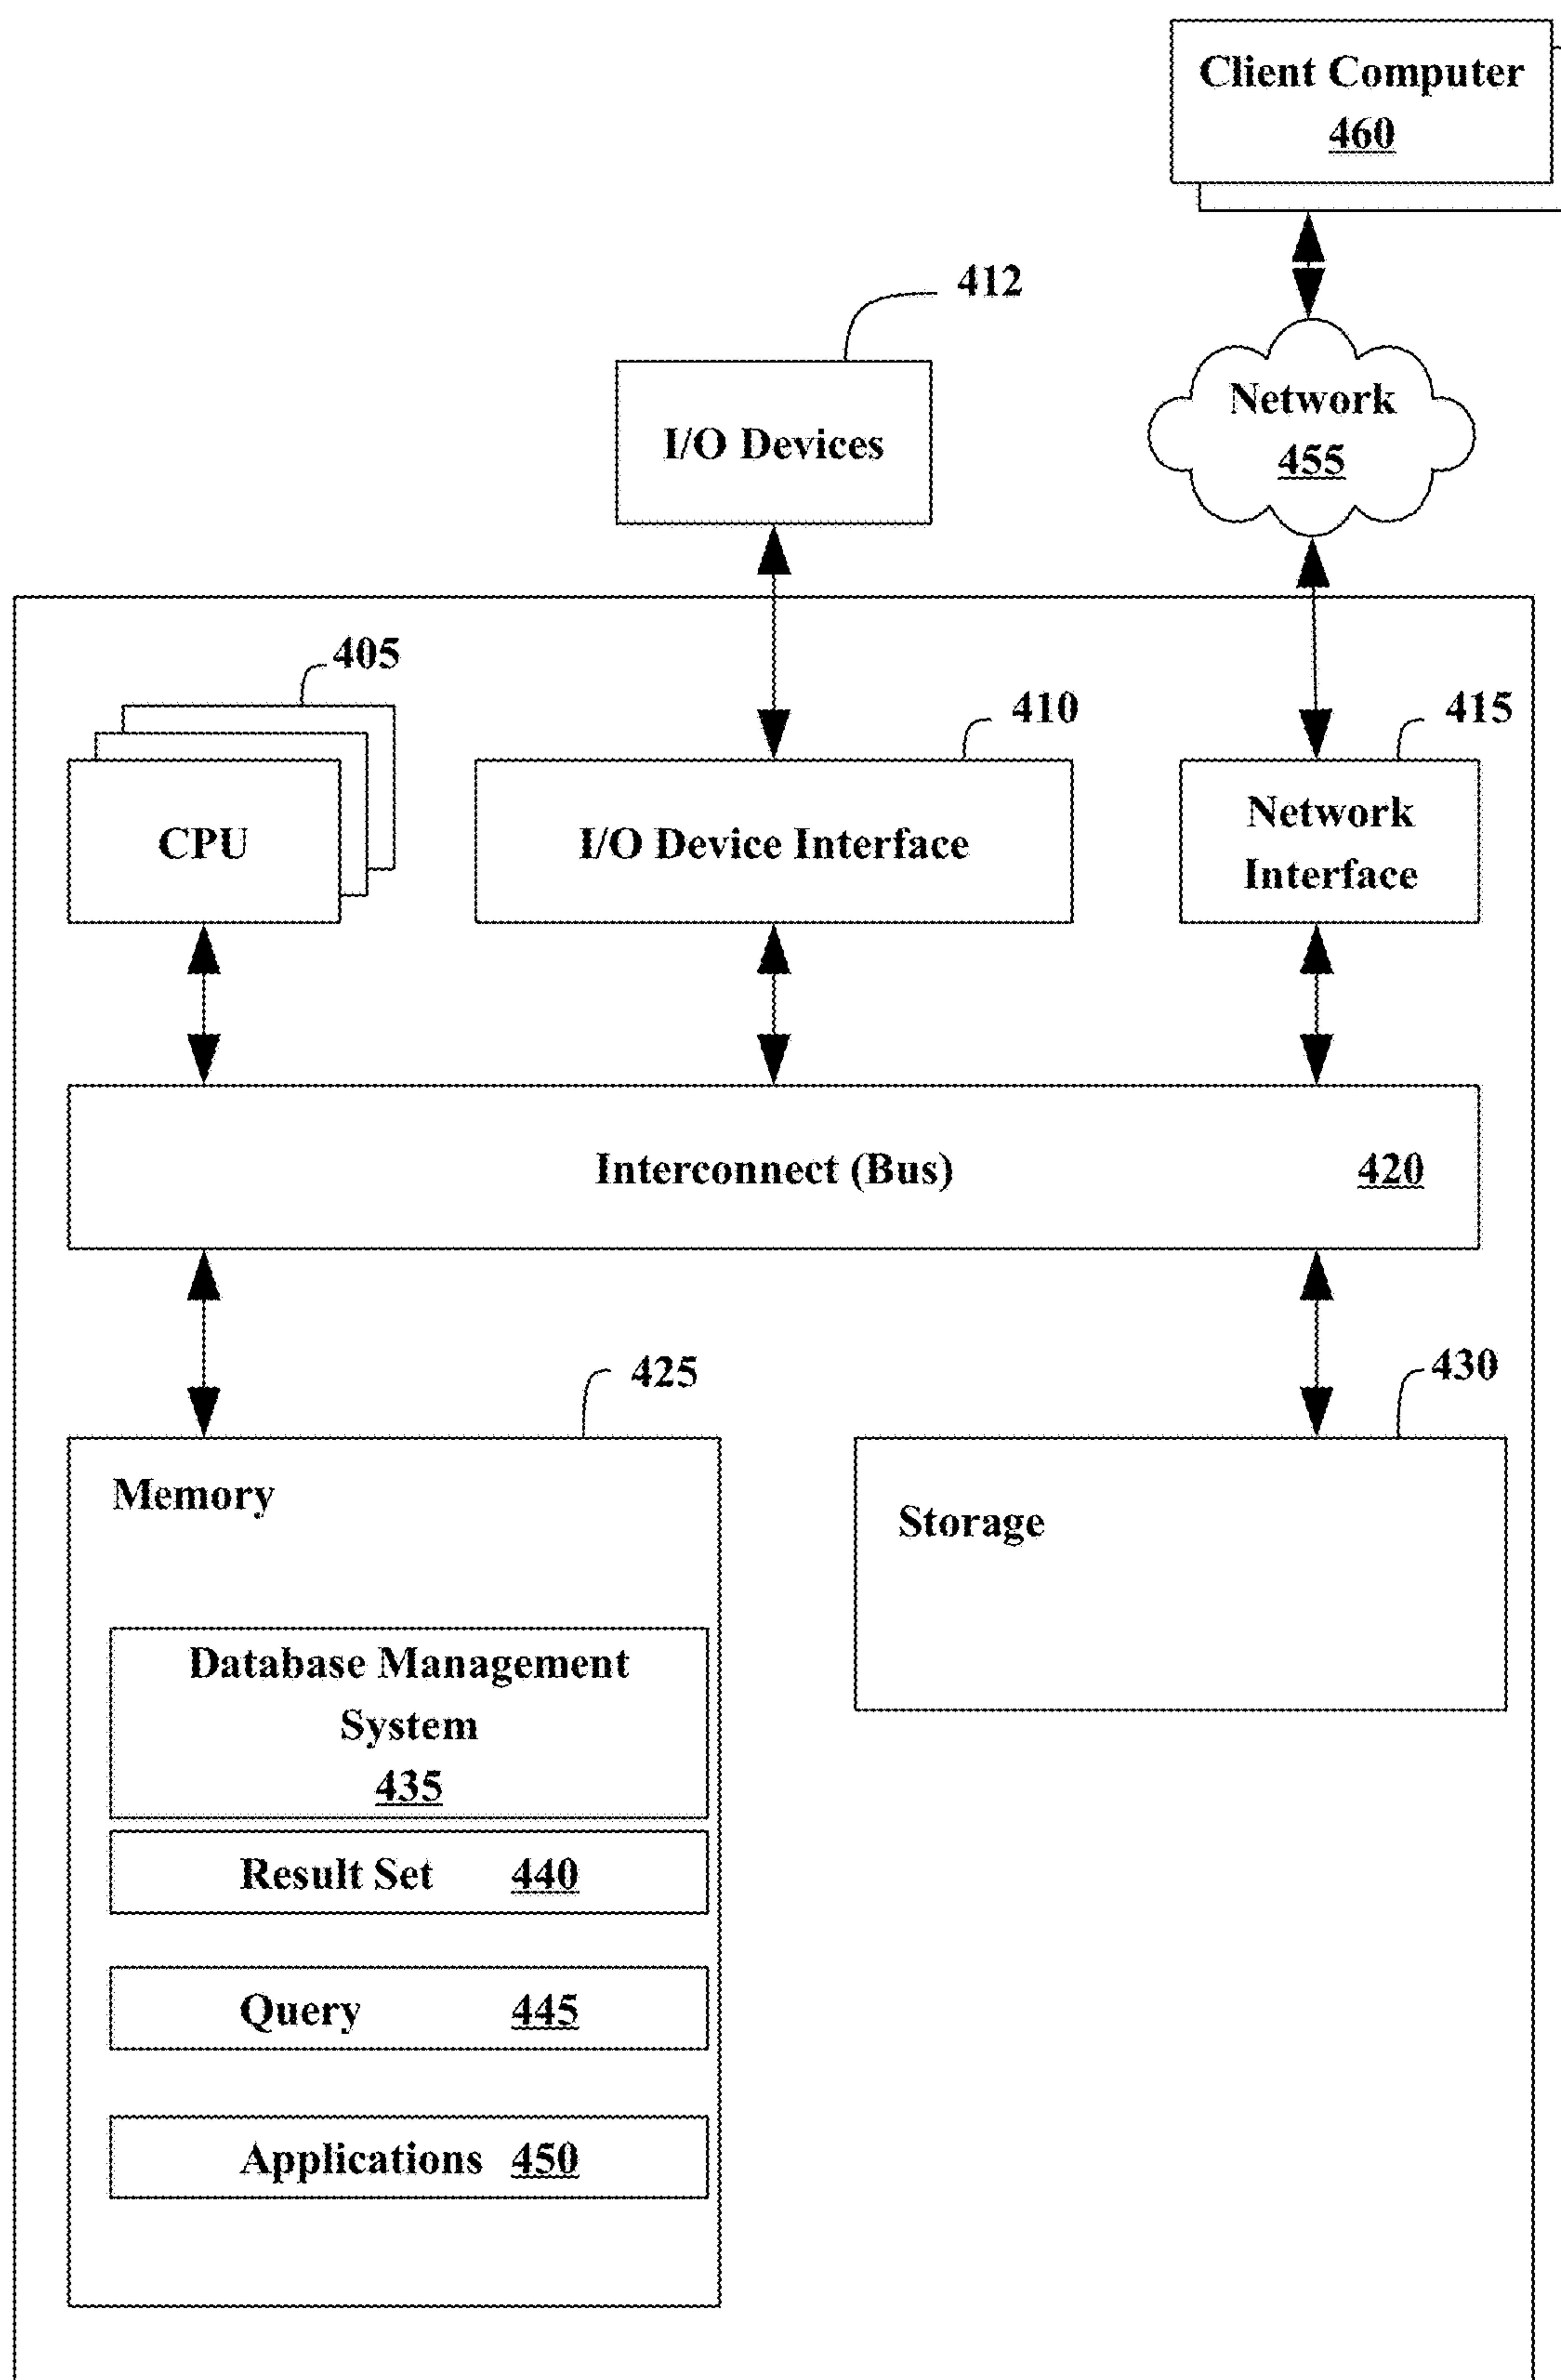 Client Computer
460
412
I/O Devices
Network
455
405
410
415
CPU
I/O Device Interface
Network
Interface
Interconnect (Bus) 420
425
430
Memory
Storage
Database Management
System
435
Result Set 440
Query 445
Applications 450